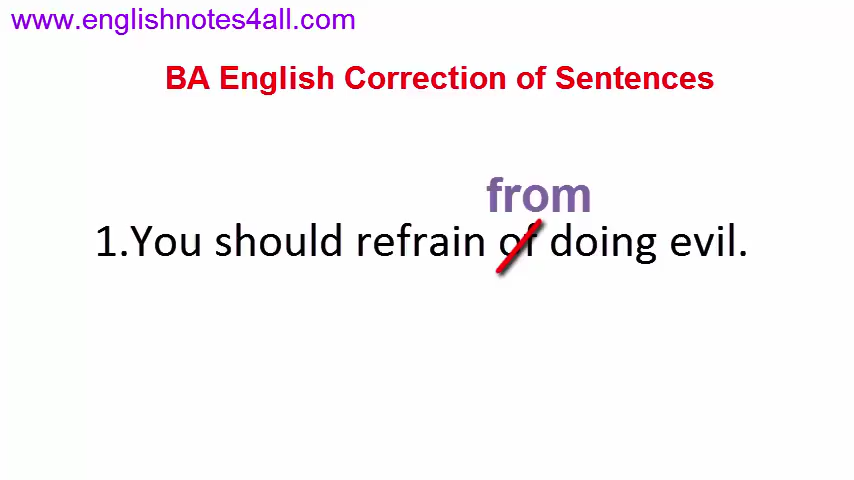 www.englishnotes4all.com
BA English Correction of Sentences
from
1.You should refrain of doing evil.